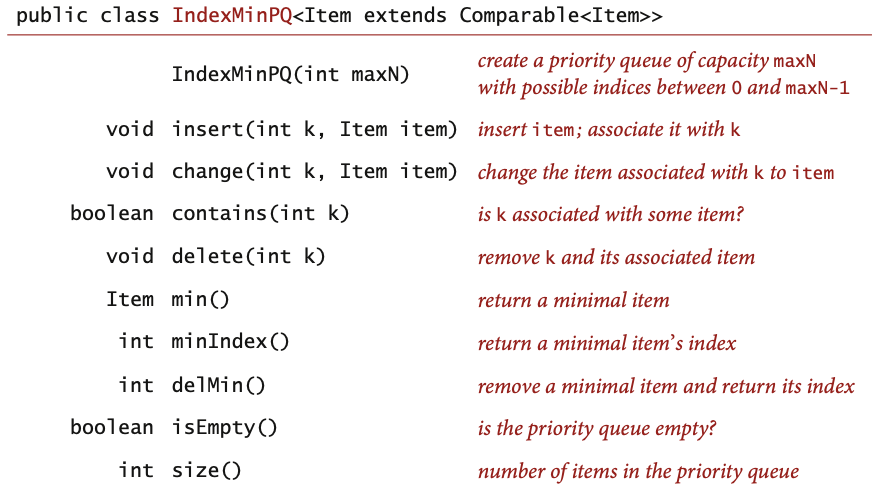 public class IndexMinPQ<Item extends Comparable<Item>>
IndexMinPQ(int maxN) create a priority queue of capacity maxN
with possible indices between 0 and maxN-1
void insert(int k, Item item) insert item; associate it with k
void change(int k, Item item) change the item associated with k to item
boolean contains(int k) is k associated with some item?
void delete(int k) remove k and its associated item
Item min() return a minimal item
int minIndex() return a minimal item's index
int delMin() remove a minimal item and return its index
boolean isEmpty() is the priority queue empty?
int size() number of items in the priority queue